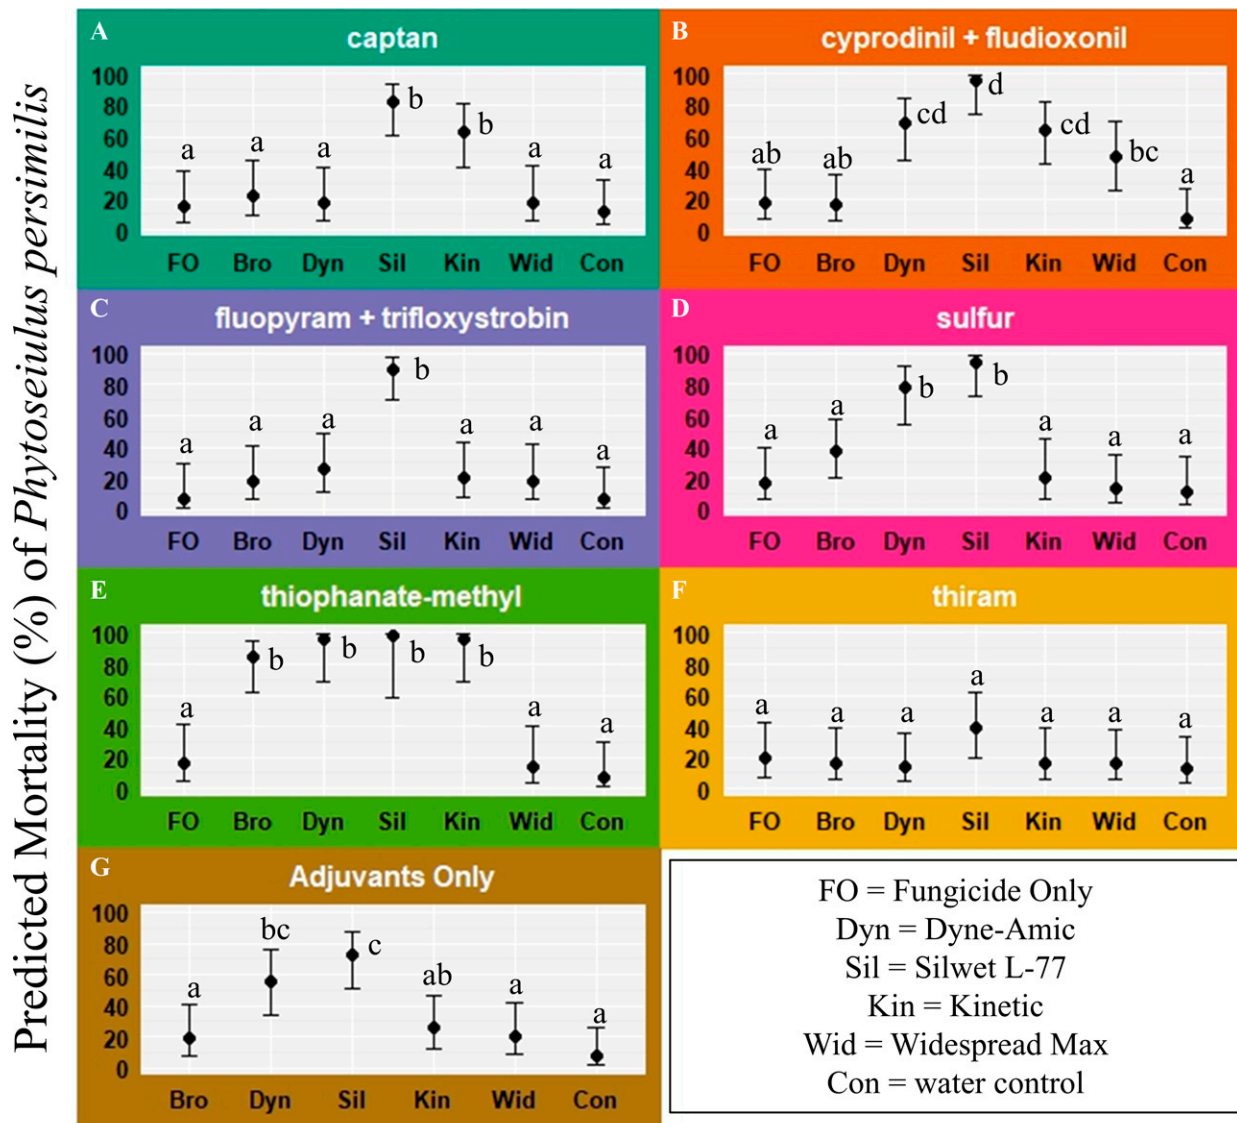 Predicted Mortality (%) of Phytoseiulus persimilis
A
captan
100
80
60
40
20
0
a a a b b a a
FO Bro Dyn Sil Kin Wid Con
B
cyprodinil + fludioxonil
100
80
60
40
20
0
ab ab cd d cd bc a
FO Bro Dyn Sil Kin Wid Con
C
fluopyram + trifloxystrobin
100
80
60
40
20
0
a a a b a a a
FO Bro Dyn Sil Kin Wid Con
D
sulfur
100
80
60
40
20
0
a a b b a a a
FO Bro Dyn Sil Kin Wid Con
E
thiophanate-methyl
100
80
60
40
20
0
a b b b b a a
FO Bro Dyn Sil Kin Wid Con
F
thiram
100
80
60
40
20
0
a a a a a a a
FO Bro Dyn Sil Kin Wid Con
G
Adjuvants Only
100
80
60
40
20
0
a bc c ab a a
Bro Dyn Sil Kin Wid Con
FO = Fungicide Only
Dyn = Dyne-Amic
Sil = Silwet L-77
Kin = Kinetic
Wid = Widespread Max
Con = water control